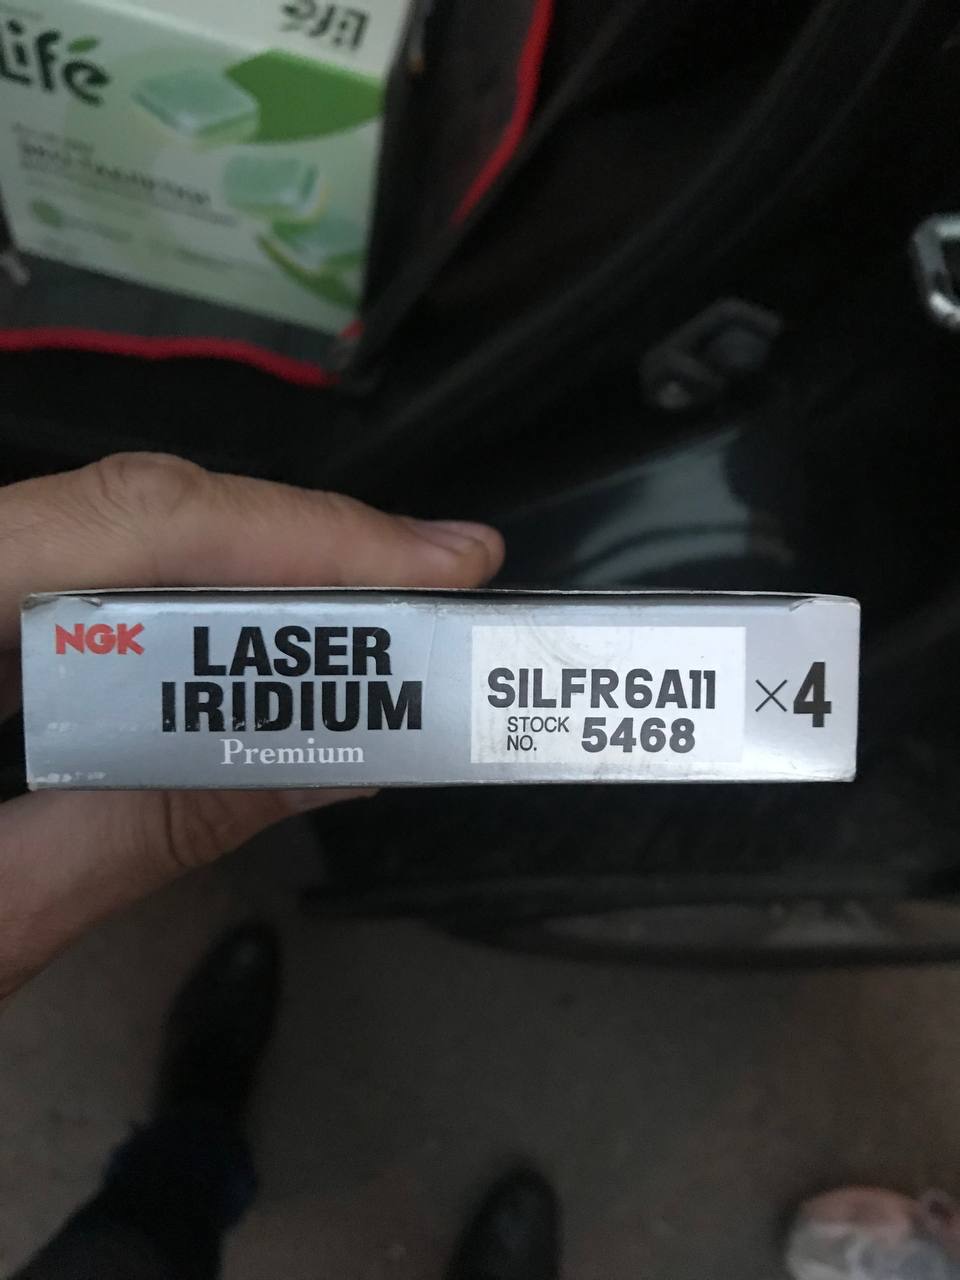 Life
NGK
LASER
IRIDIUM
Premium
SILFR6A11
STOCK
NO. 5468
×4